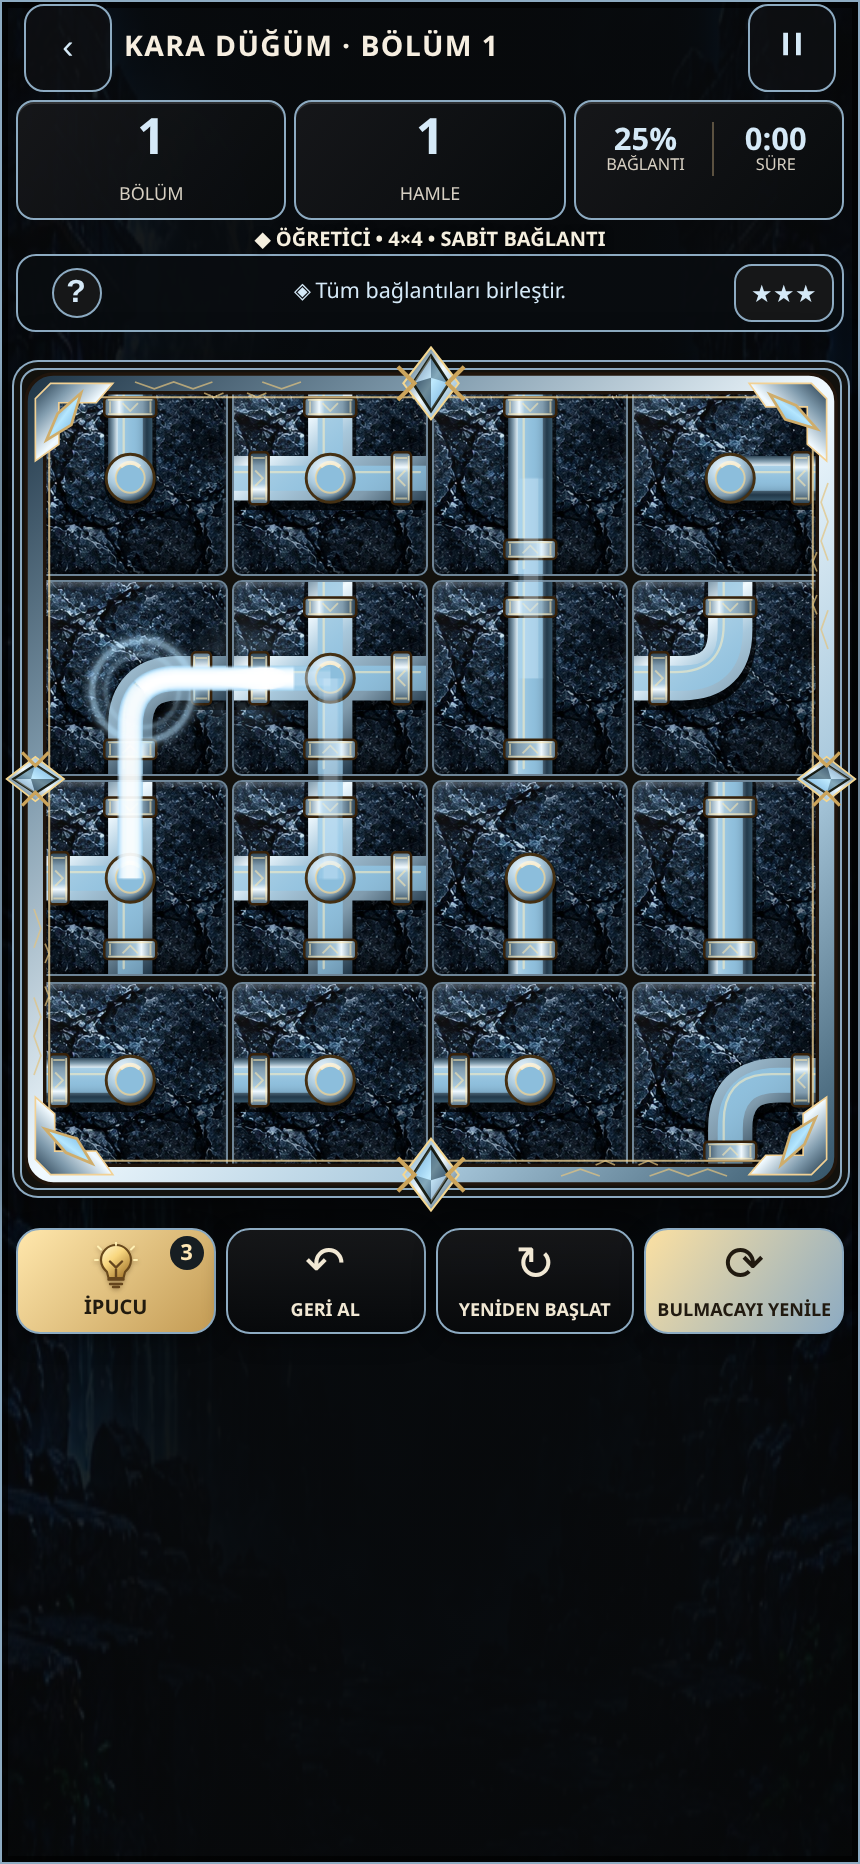 KARA DÜĞÜM · BÖLÜM 1
1
BÖLÜM
1
HAMLE
25%
BAĞLANTI
0:00
SÜRE
◆ ÖĞRETİCİ • 4×4 • SABİT BAĞLANTI
?
◈ Tüm bağlantıları birleştir.
★★★
3
İPUCU
GERİ AL
YENİDEN BAŞLAT
BULMACAYI YENİLE